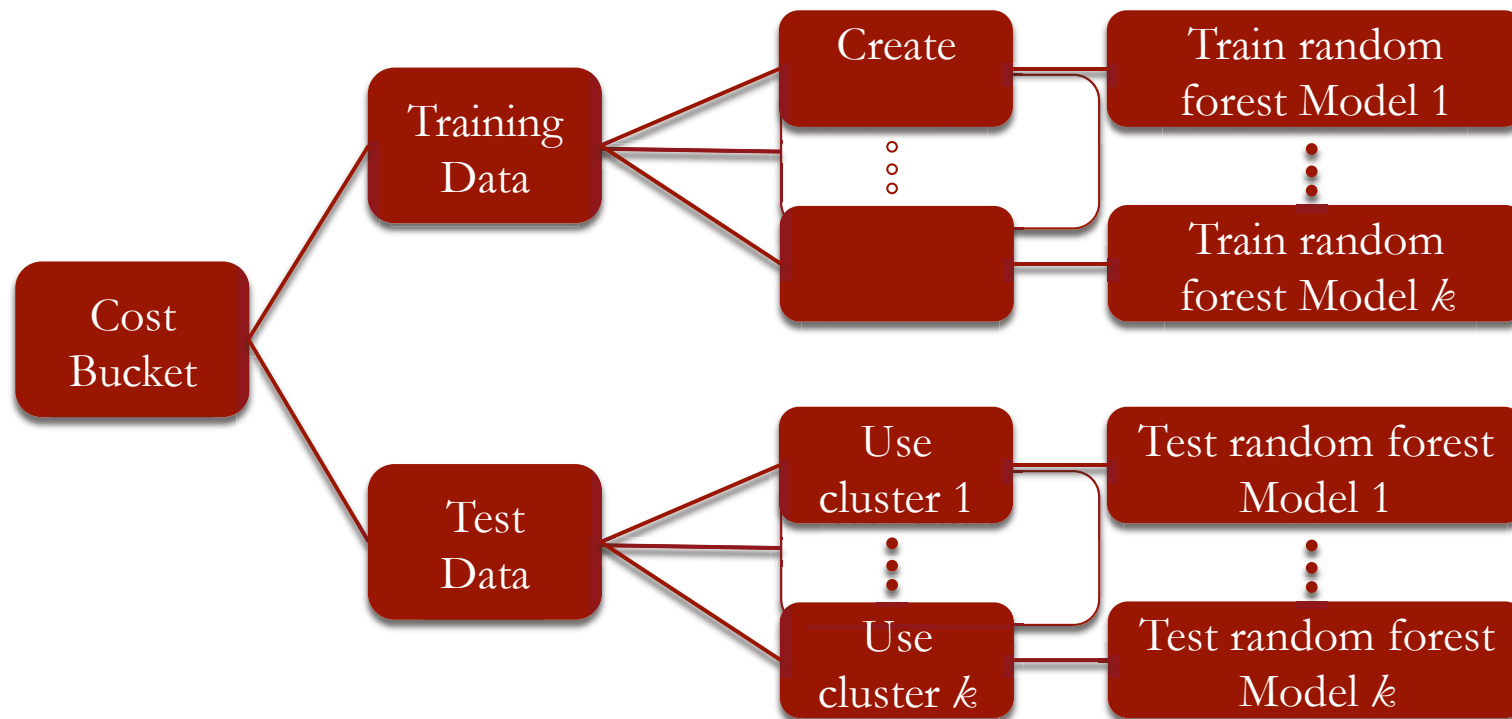 Cost
Bucket
Training
Data
Create
Train random
forest Model 1
Train random
forest Model k
Test
Data
Use
cluster 1
Test random forest
Model 1
Use
cluster k
Test random forest
Model k